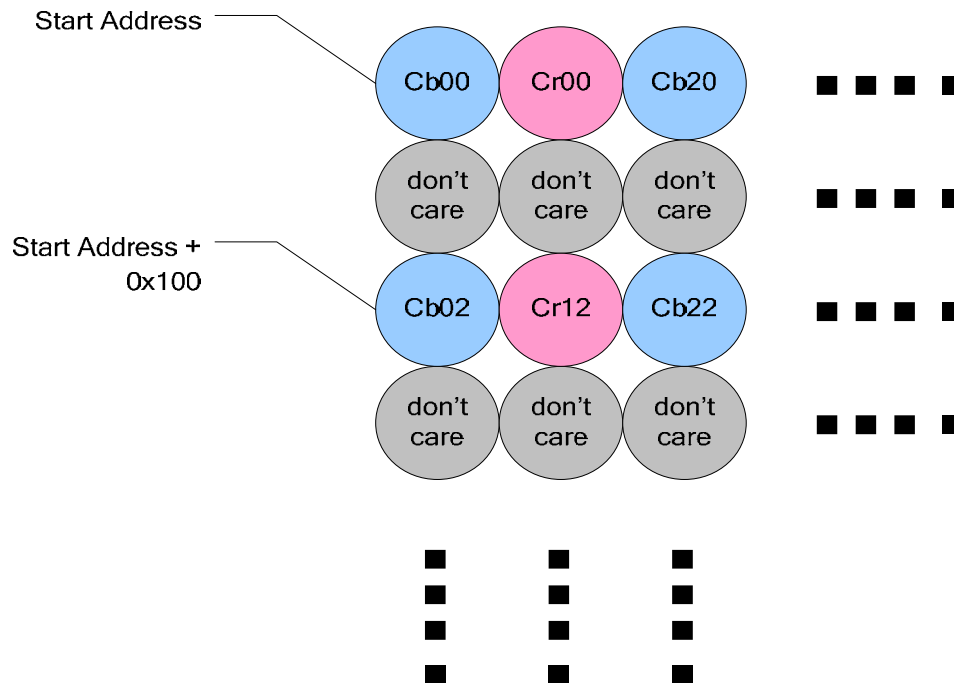 Start Address
Cb00 Cr00 Cb20
don't care don't care don't care
Start Address +
0x100
Cb02 Cr12 Cb22
don't care don't care don't care